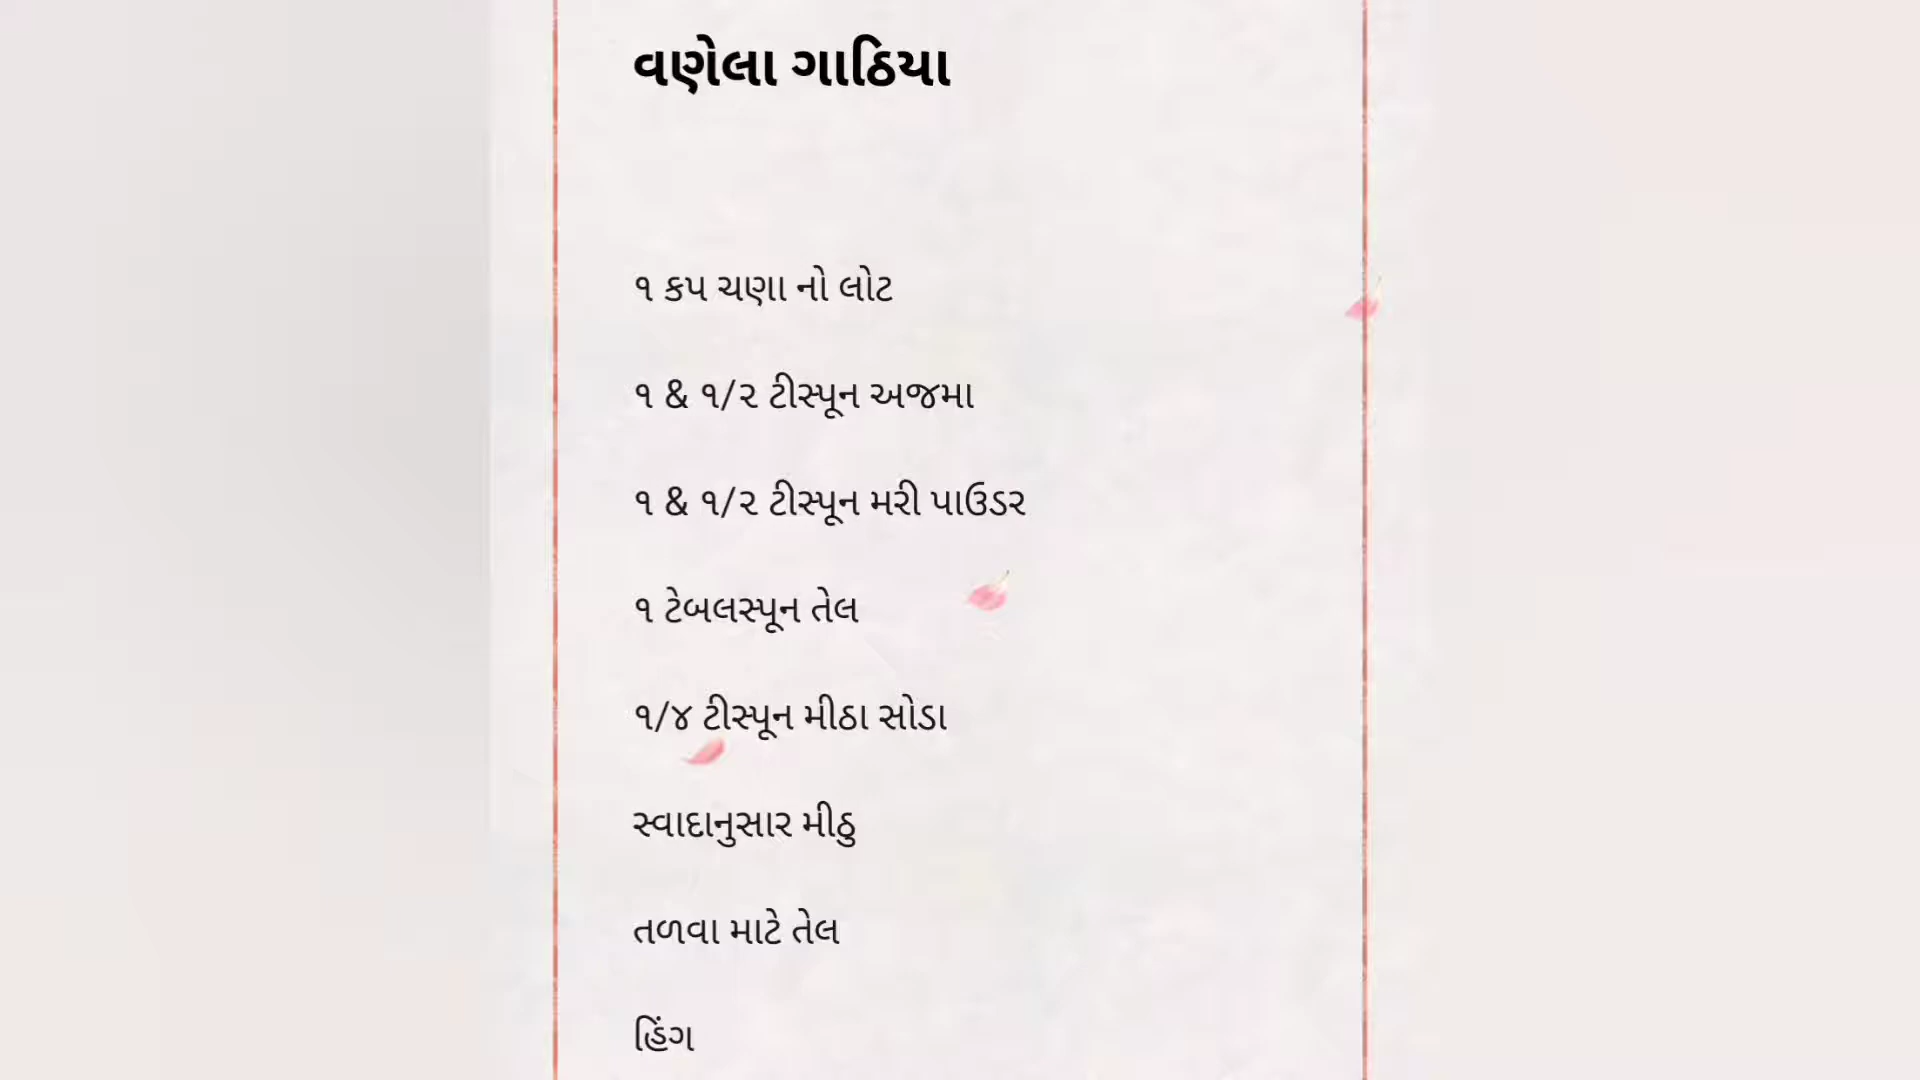 વણેલા ગાઠિયા
૧ કપ ચણા નો લોટ
૧ & ૧/૨ ટીસ્પૂન અજમા
૧ & ૧/૨ ટીસ્પૂન મરી પાઉડર
૧ ટેબલસ્પૂન તેલ
૧/૪ ટીસ્પૂન મીઠા સોડા
સ્વાદાનુસાર મીઠુ
તળવા માટે તેલ
હિંગ